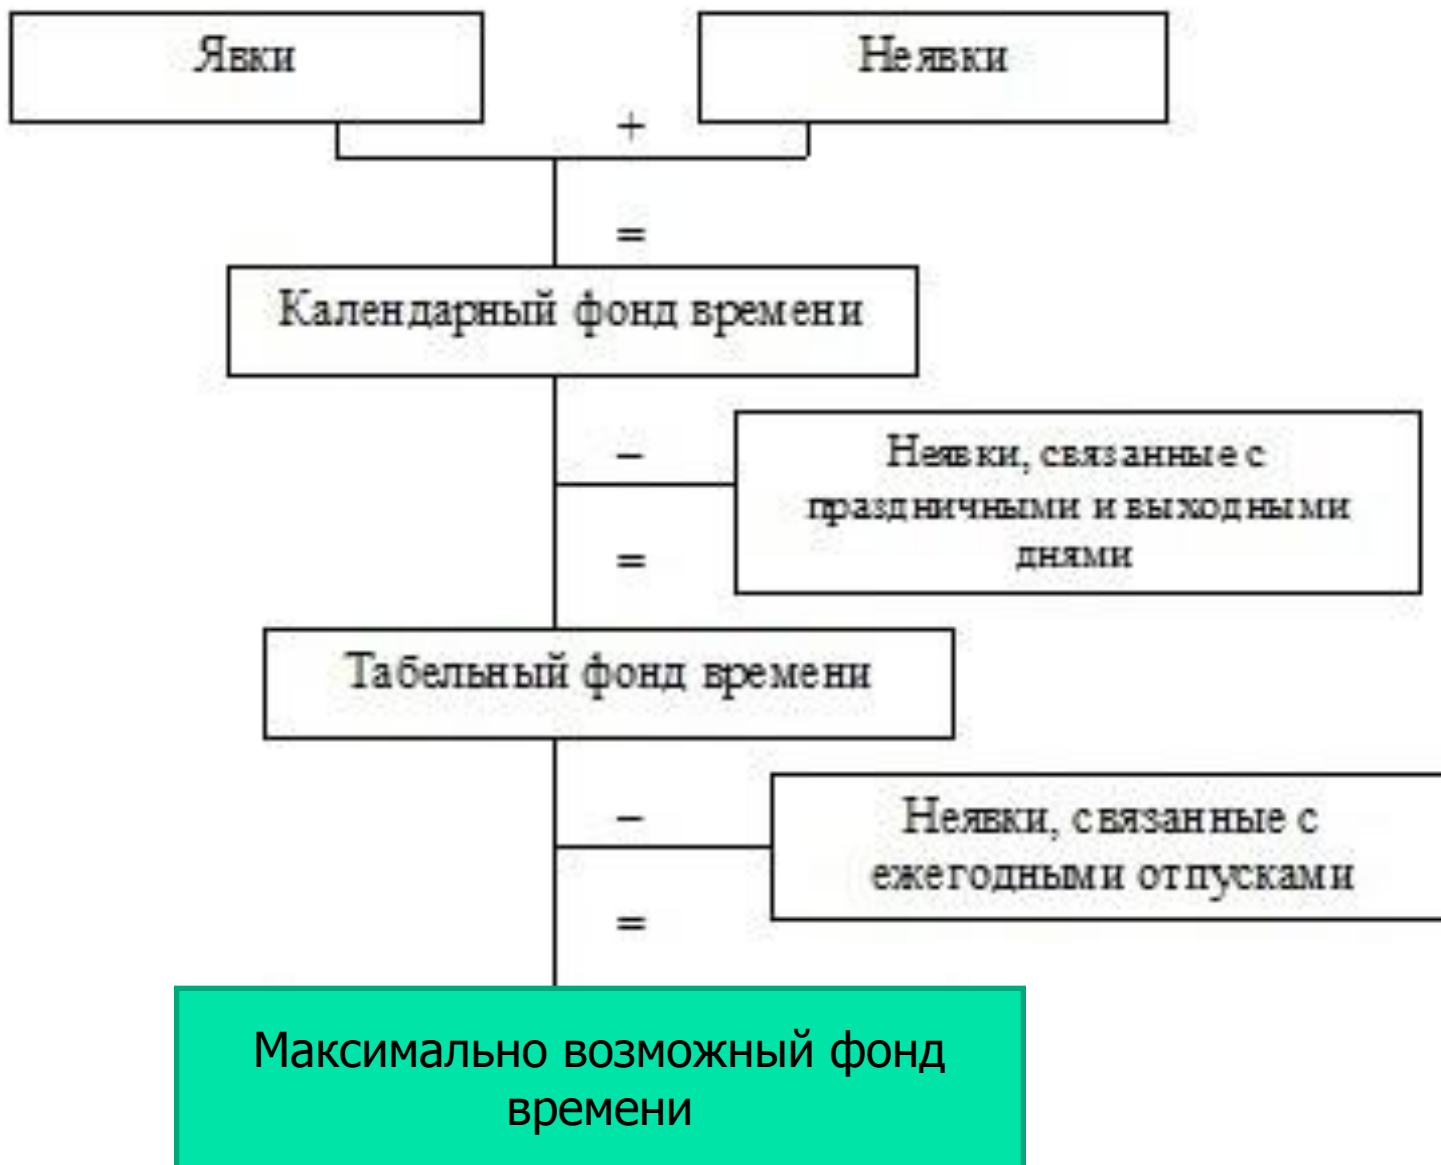 Явки
Неявки
+
=
Календарный фонд времени
–
Неявки, связанные с
праздничными и выходными
днями
=
Табельный фонд времени
–
Неявки, связанные с
ежегодными отпусками
=
Максимально возможный фонд
времени